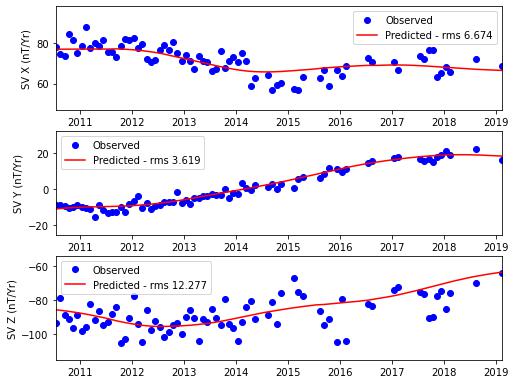 SV X (nT/Yr)
80
60
Observed
Predicted - rms 6.674
2011 2012 2013 2014 2015 2016 2017 2018 2019
SV Y (nT/Yr)
20
0
−20
Observed
Predicted - rms 3.619
2011 2012 2013 2014 2015 2016 2017 2018 2019
SV Z (nT/Yr)
−60
−80
−100
Observed
Predicted - rms 12.277
2011 2012 2013 2014 2015 2016 2017 2018 2019